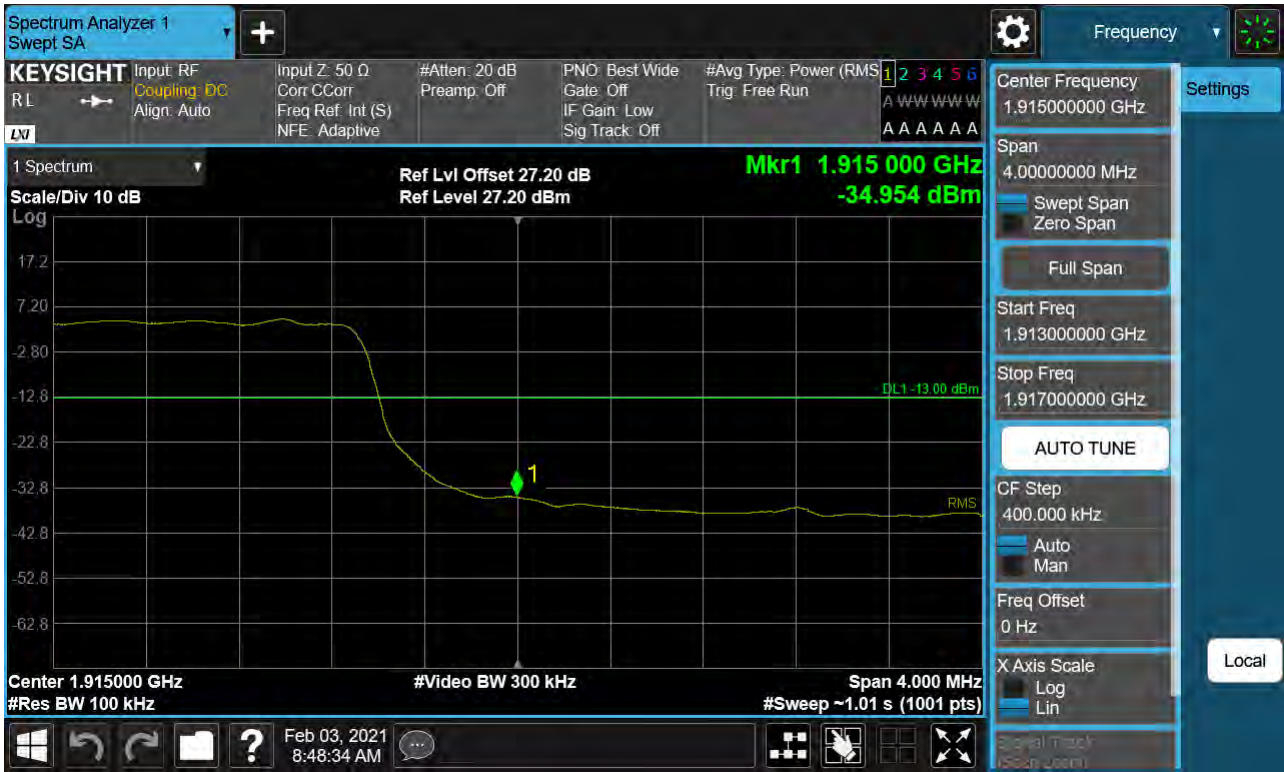 Spectrum Analyzer 1
Swept SA
+
Frequency
KEYSIGHT
RL
LXI
Input: RF
Coupling: DC
Align: Auto
Input Z: 50 Ω
Corr CCorr
Freq Ref: Int (S)
NFE: Adaptive
#Atten: 20 dB
Preamp: Off
PNO: Best Wide
Gate: Off
IF Gain: Low
Sig Track: Off
#Avg Type: Power (RMS
Trig: Free Run
1 2 3 4 5 6
A W W W W W
A A A A A A
Center Frequency
1.915000000 GHz
Settings
Span
4.00000000 MHz
Swept Span
Zero Span
Full Span
Start Freq
1.913000000 GHz
Stop Freq
1.917000000 GHz
AUTO TUNE
CF Step
400.000 kHz
Auto
Man
Freq Offset
0 Hz
X Axis Scale
Log
Lin
Signal Track
(Span Zoom)
Local
1 Spectrum
Scale/Div 10 dB
Log
Ref Lvl Offset 27.20 dB
Ref Level 27.20 dBm
Mkr1 1.915 000 GHz
-34.954 dBm
17.2
7.20
-2.80
-12.8
-22.8
-32.8
-42.8
-52.8
-62.8
DL1 -13.00 dBm
1
RMS
Center 1.915000 GHz
#Video BW 300 kHz
Span 4.000 MHz
#Res BW 100 kHz
#Sweep ~1.01 s (1001 pts)
?
Feb 03, 2021
8:48:34 AM